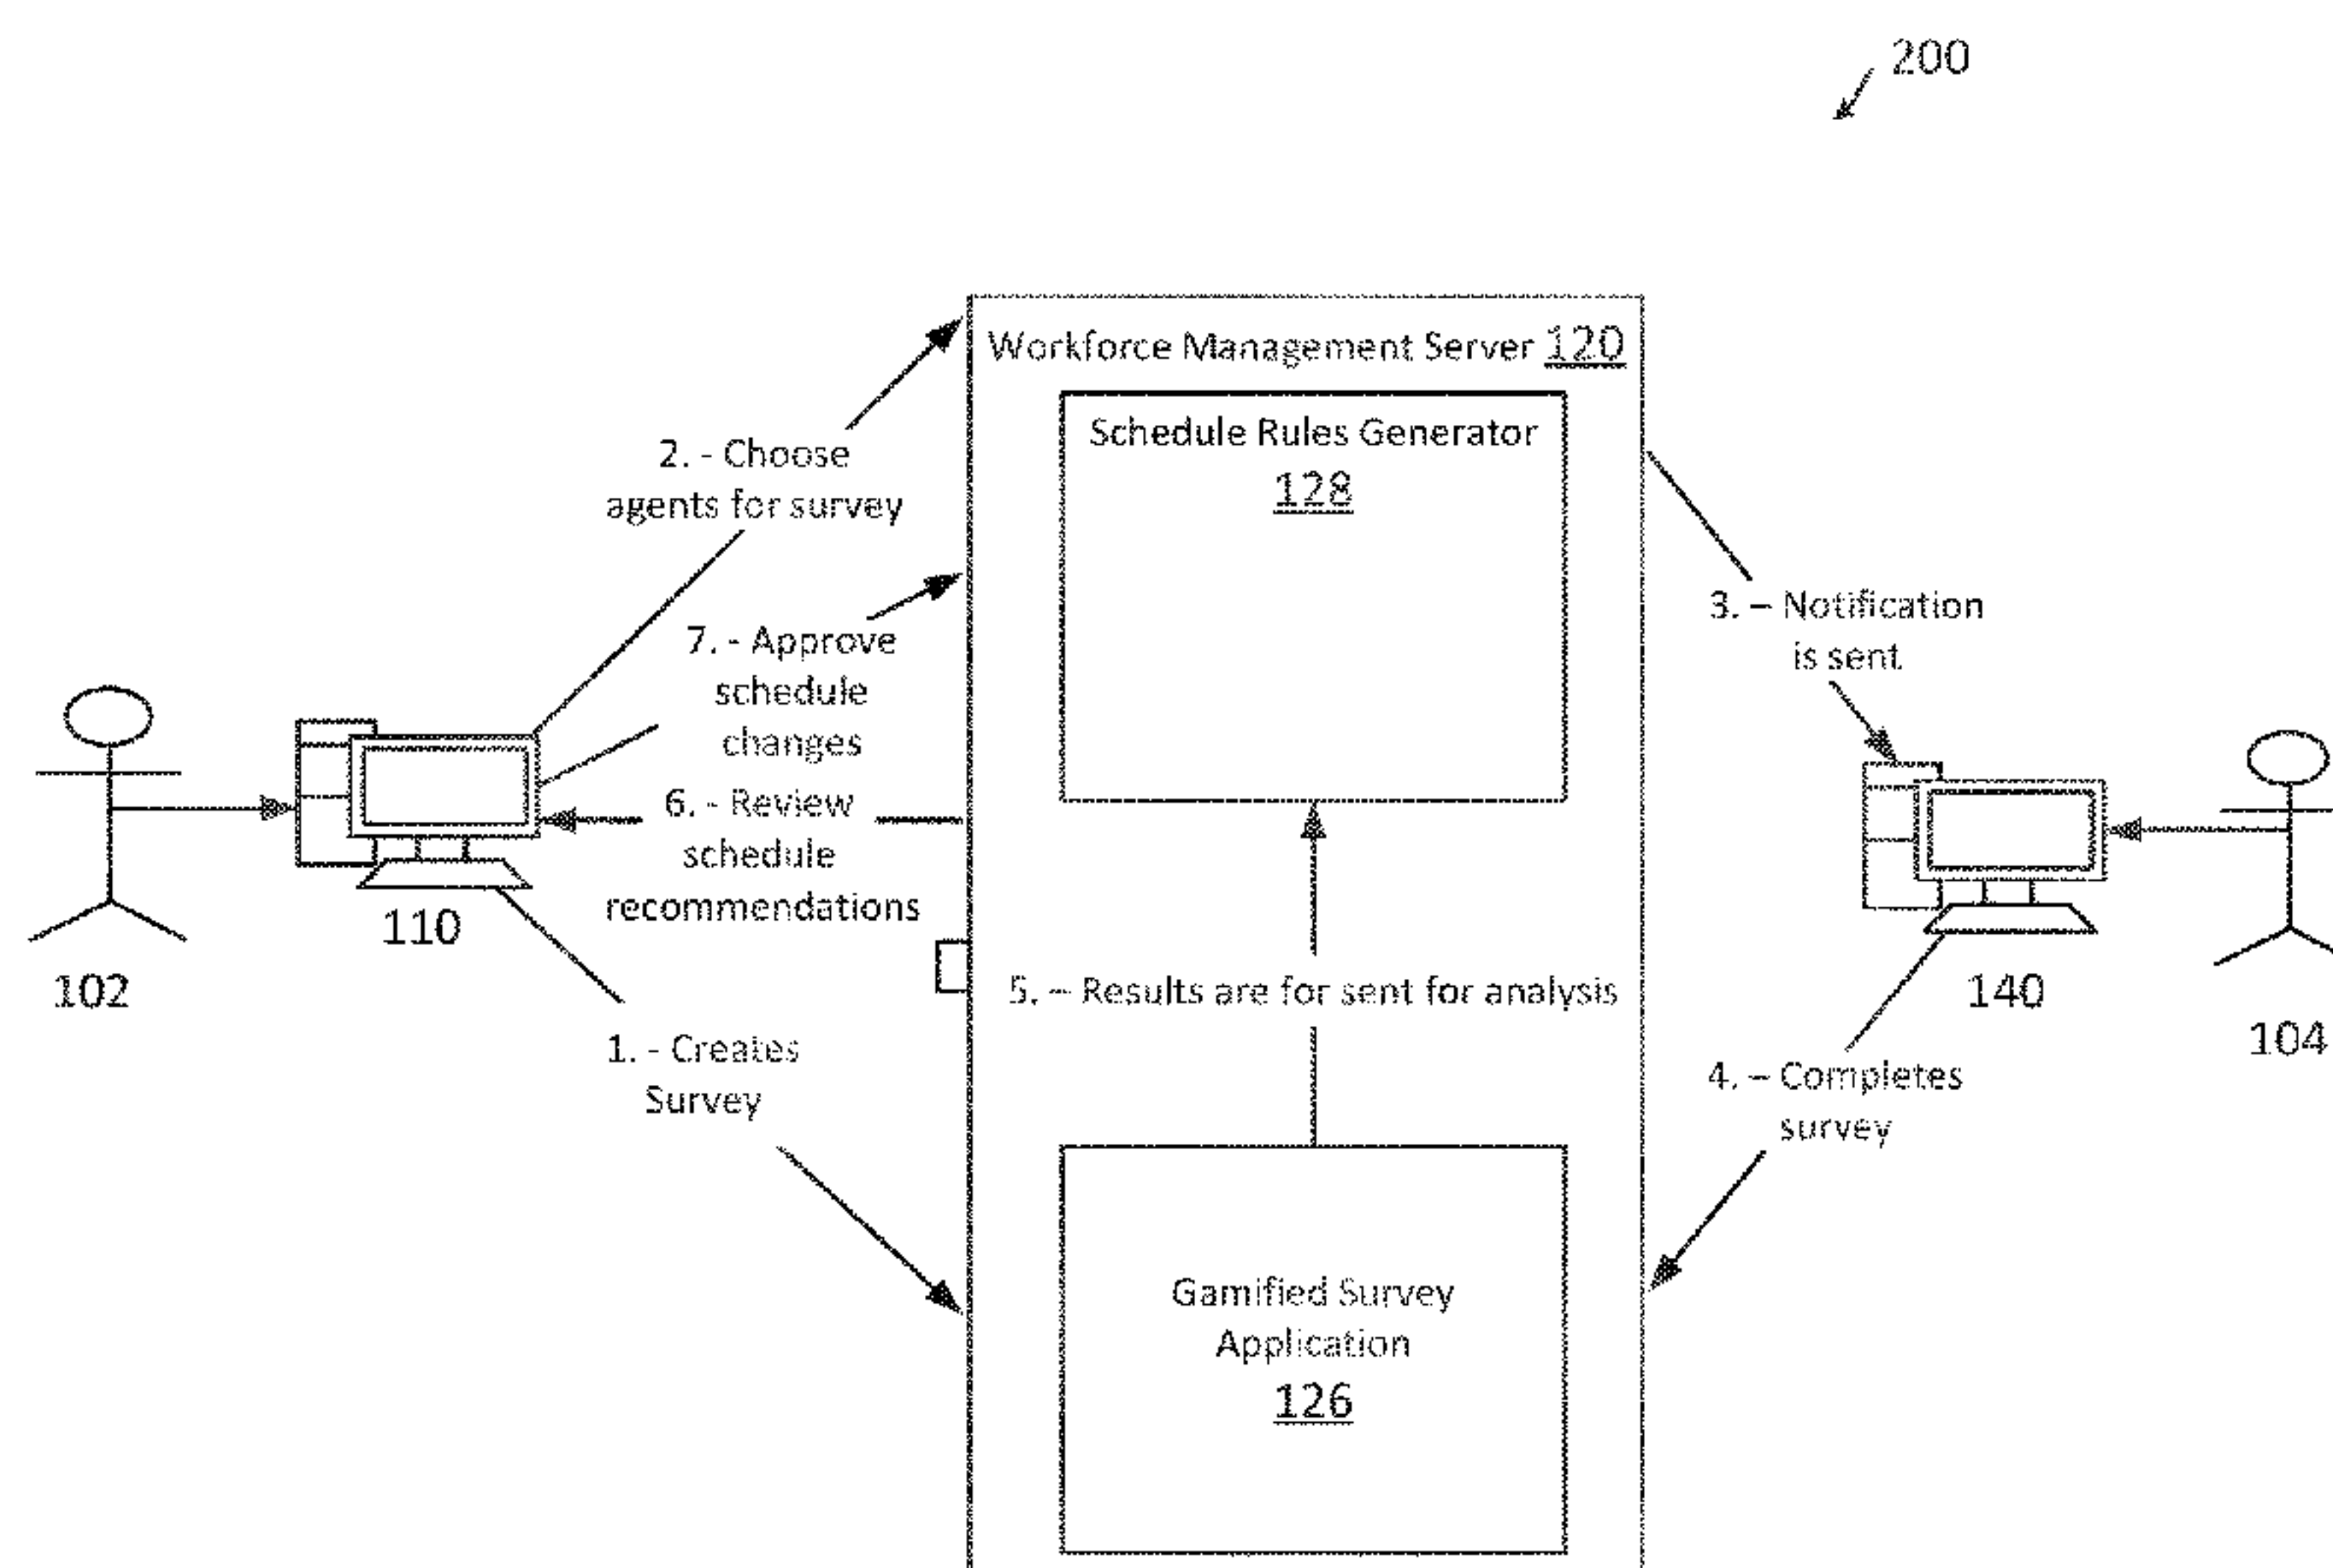 200
Workforce Management Server 120
Schedule Rules Generator
128
2. - Choose
agents for survey
7. - Approve
schedule
changes
6. - Review
schedule
recommendations
3. – Notification
is sent
110
102
5. – Results are for sent for analysis
140
104
1. - Creates
Survey
4. – Completes
survey
Gamified Survey
Application
126